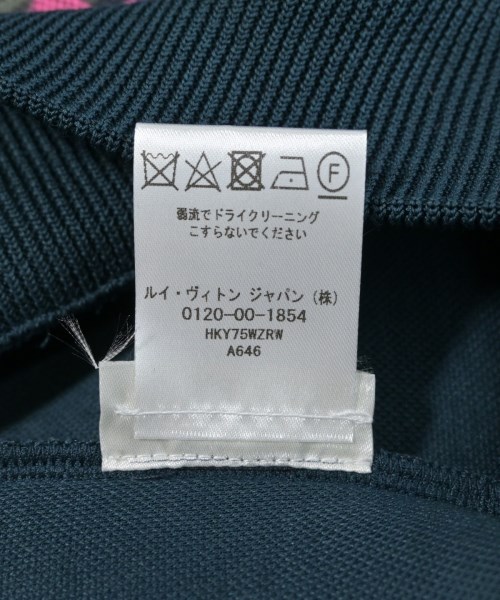 F
弱流でドライクリーニング
こすらないでください
ルイ・ヴィトン ジャパン (株)
0120-00-1854
HKY75WZRW
A646